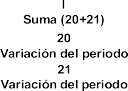 Suma (20+21)
20
Variación del periodo
21
Variación del periodo